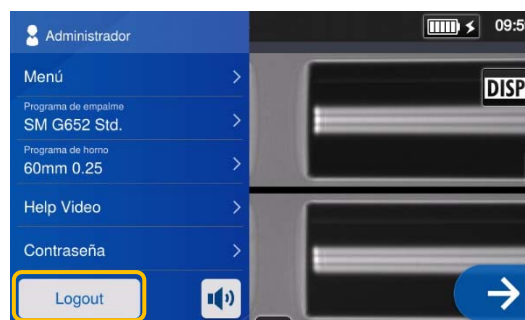 Administrador
09:5
Menú
Programa de empalme
SM G652 Std.
DISP
Programa de horno
60mm 0.25
Help Video
Contraseña
Logout